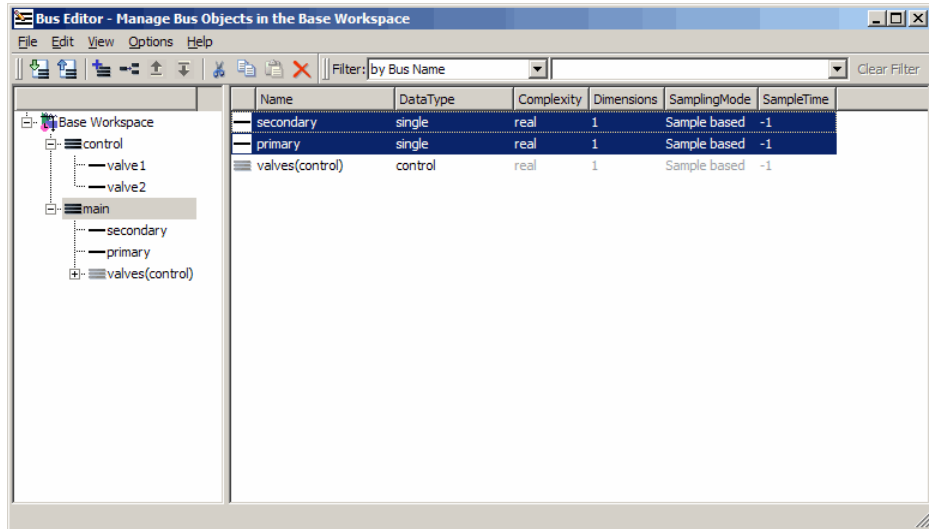 Bus Editor - Manage Bus Objects in the Base Workspace
File Edit View Options Help
Filter: by Bus Name Clear Filter
Name DataType Complexity Dimensions SamplingMode SampleTime
Base Workspace
control
valve1
valve2
main
secondary
primary
valves(control)
secondary single real 1 Sample based -1
primary single real 1 Sample based -1
valves(control) control real 1 Sample based -1